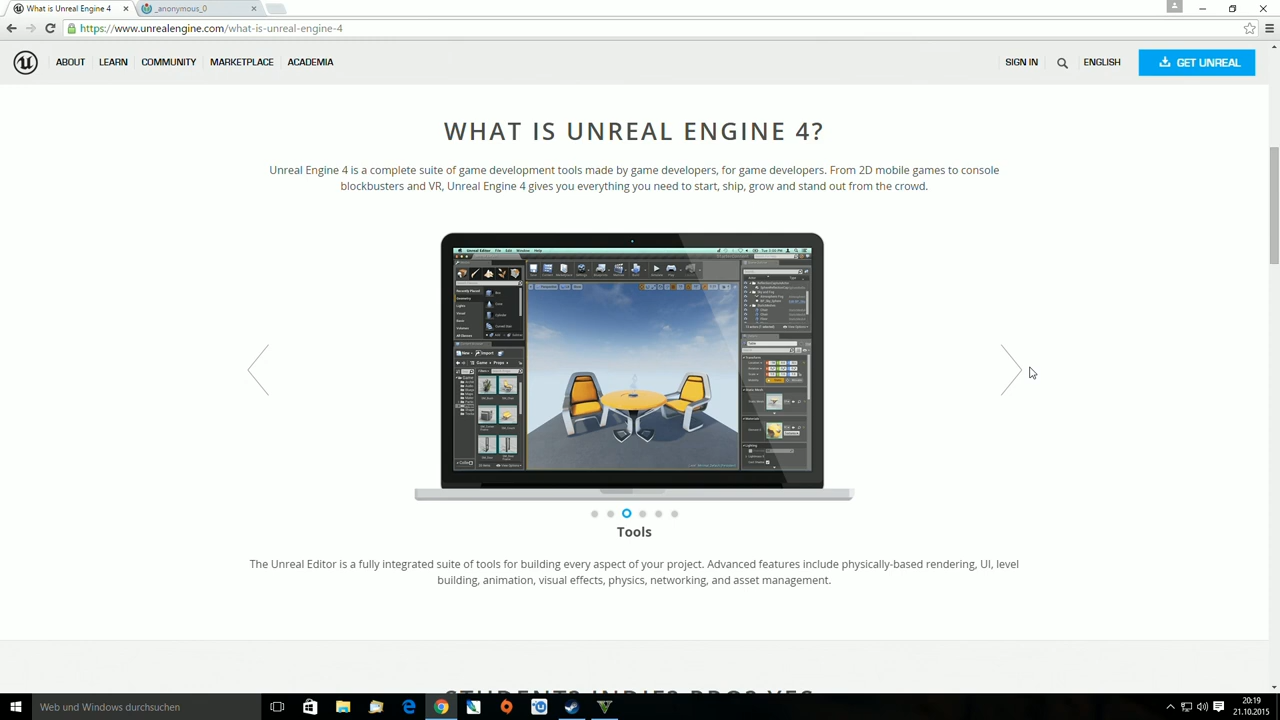 What is Unreal Engine 4
_anonymous_0
https://www.unrealengine.com/what-is-unreal-engine-4
ABOUT
LEARN
COMMUNITY
MARKETPLACE
ACADEMIA
SIGN IN
ENGLISH
GET UNREAL
WHAT IS UNREAL ENGINE 4?
Unreal Engine 4 is a complete suite of game development tools made by game developers, for game developers. From 2D mobile games to console
blockbusters and VR, Unreal Engine 4 gives you everything you need to start, ship, grow and stand out from the crowd.
Unreal Editor File Edit Window Help
Tools
The Unreal Editor is a fully integrated suite of tools for building every aspect of your project. Advanced features include physically-based rendering, UI, level
building, animation, visual effects, physics, networking, and asset management.
Web und Windows durchsuchen
20:19
21.10.2015